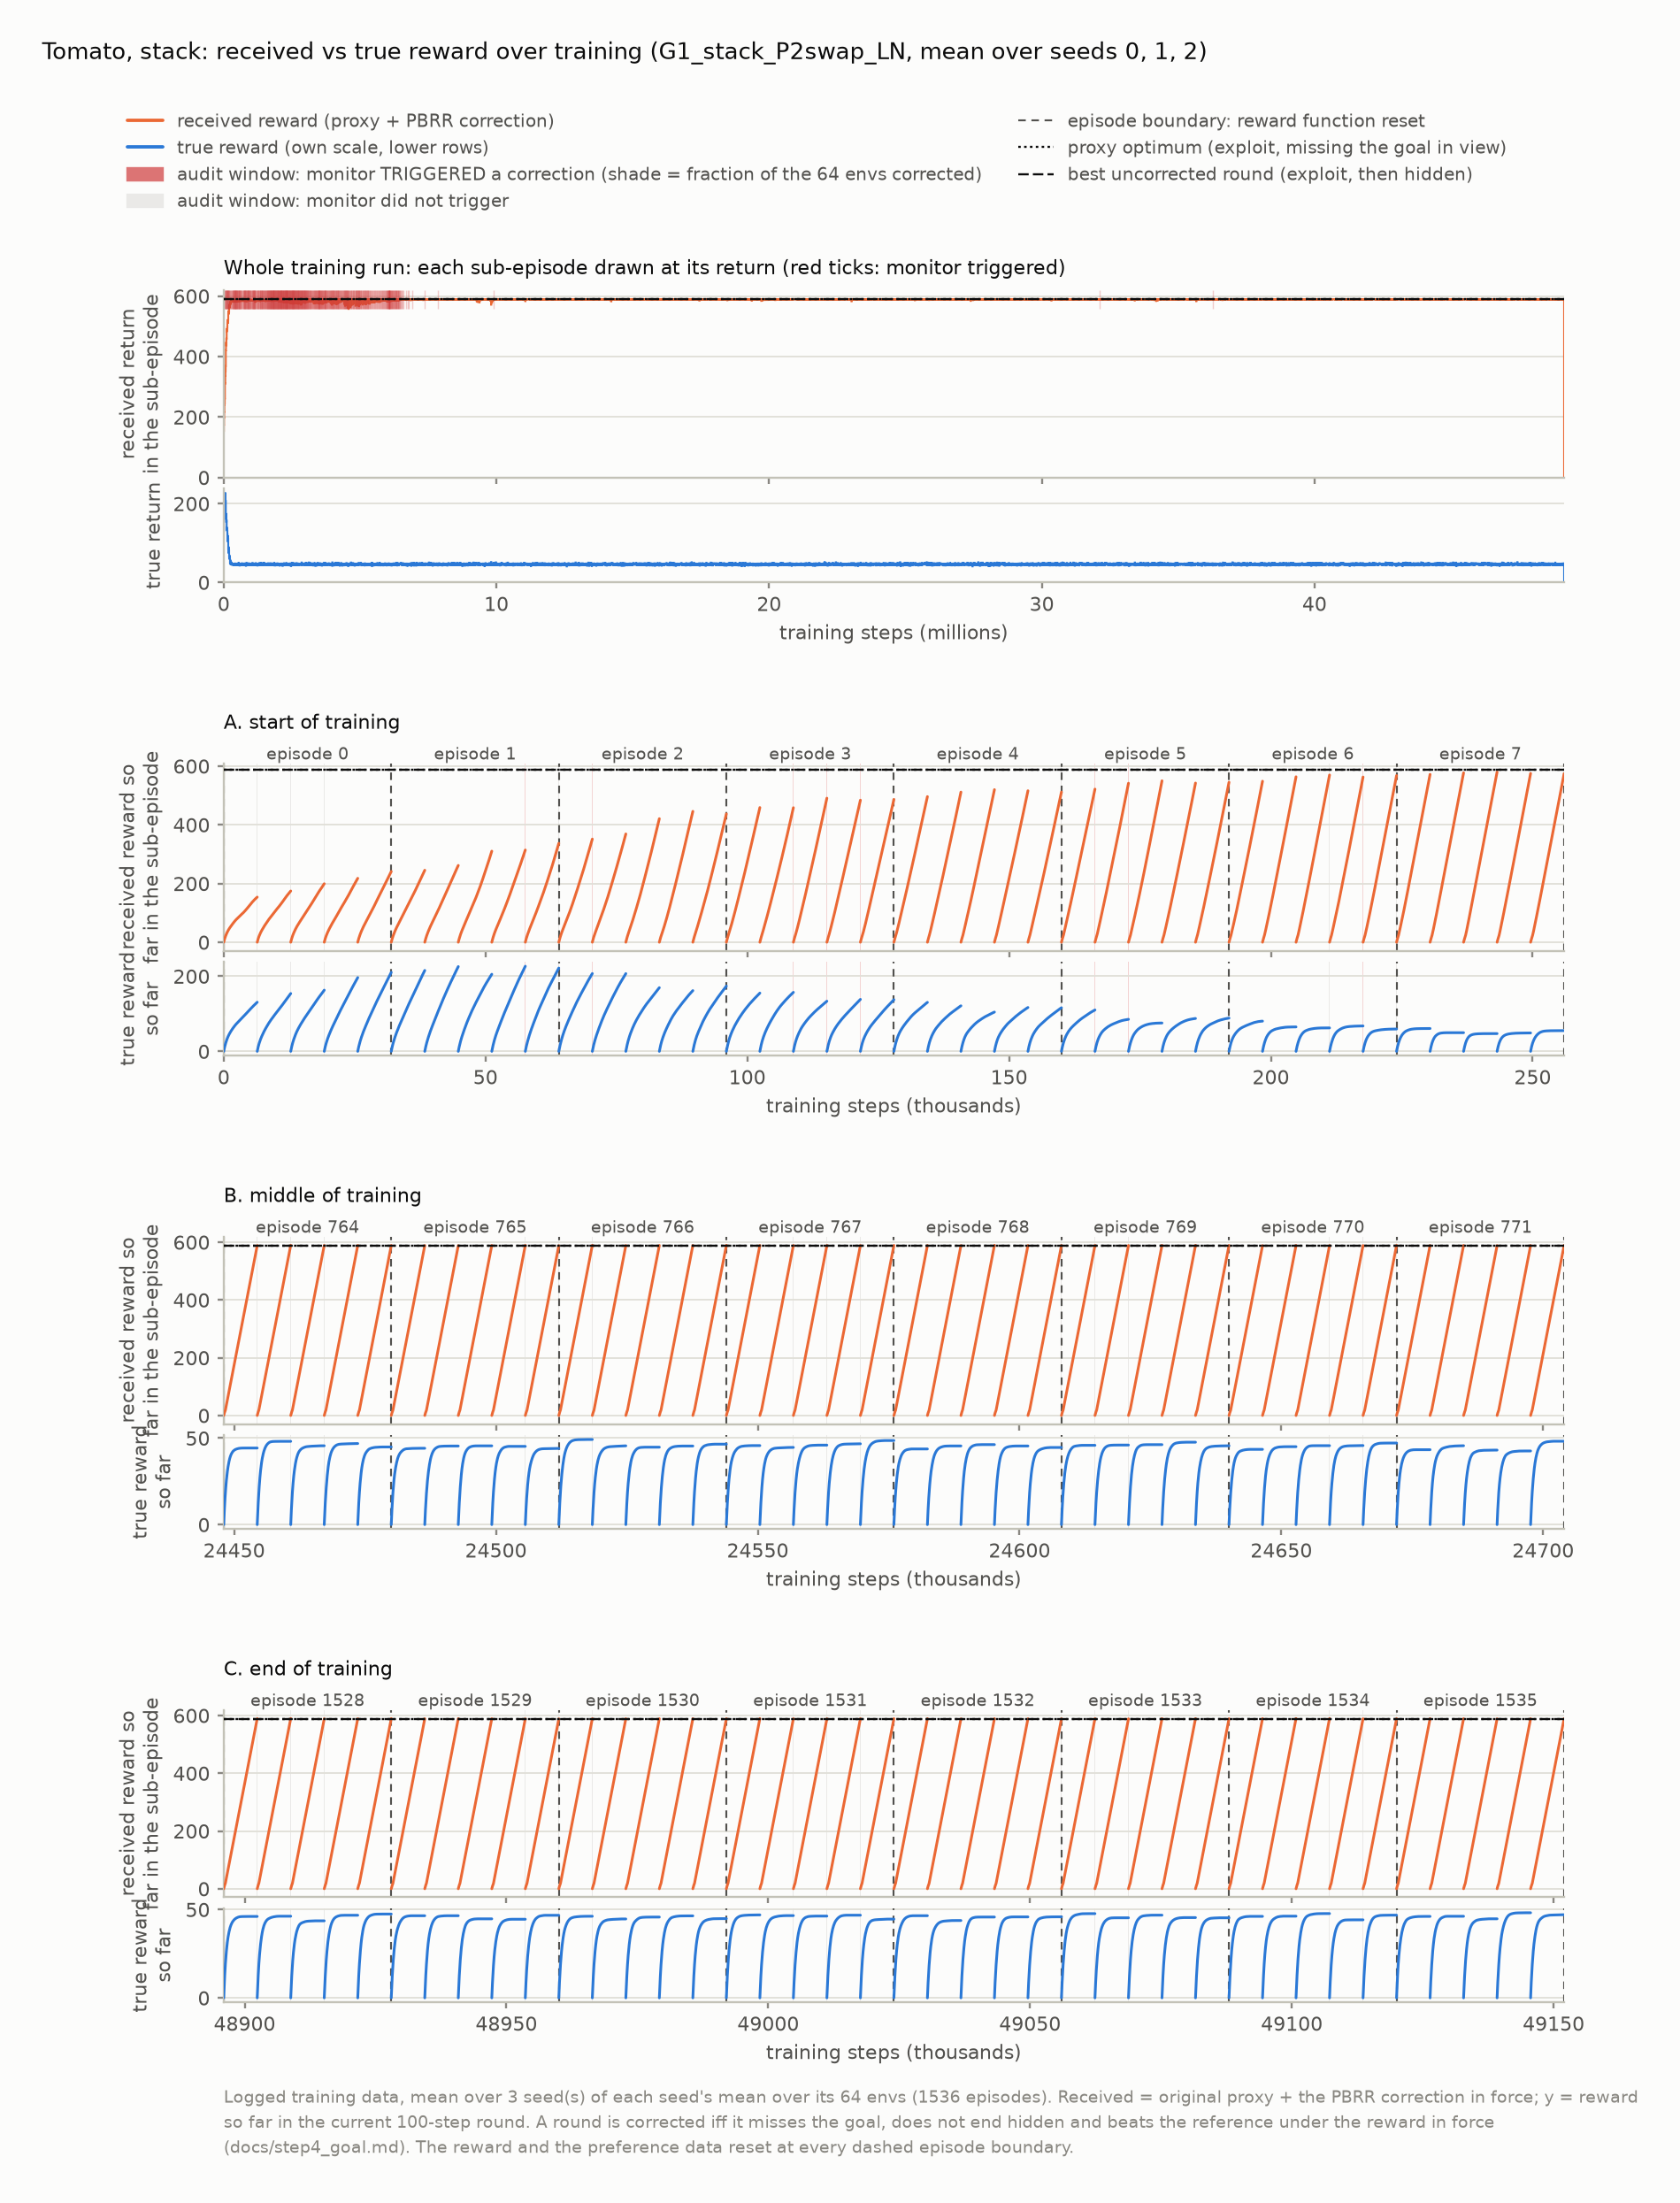 Tomato, stack: received vs true reward over training (G1_stack_P2swap_LN, mean over seeds 0, 1, 2)
received reward (proxy + PBRR correction)
true reward (own scale, lower rows)
audit window: monitor TRIGGERED a correction (shade = fraction of the 64 envs corrected)
audit window: monitor did not trigger
episode boundary: reward function reset
proxy optimum (exploit, missing the goal in view)
best uncorrected round (exploit, then hidden)
Whole training run: each sub-episode drawn at its return (red ticks: monitor triggered)
received return
in the sub-episode
600
400
200
0
true return
200
0
0 10 20 30 40
training steps (millions)
A. start of training
episode 0 episode 1 episode 2 episode 3 episode 4 episode 5 episode 6 episode 7
received reward so
far in the sub-episode
600
400
200
0
true reward
so far
200
0
0 50 100 150 200 250
training steps (thousands)
B. middle of training
episode 764 episode 765 episode 766 episode 767 episode 768 episode 769 episode 770 episode 771
received reward so
far in the sub-episode
600
400
200
0
true reward
so far
50
0
24450 24500 24550 24600 24650 24700
training steps (thousands)
C. end of training
episode 1528 episode 1529 episode 1530 episode 1531 episode 1532 episode 1533 episode 1534 episode 1535
received reward so
far in the sub-episode
600
400
200
0
true reward
so far
50
0
48900 48950 49000 49050 49100 49150
training steps (thousands)
Logged training data, mean over 3 seed(s) of each seed's mean over its 64 envs (1536 episodes). Received = original proxy + the PBRR correction in force; y = reward
so far in the current 100-step round. A round is corrected iff it misses the goal, does not end hidden and beats the reference under the reward in force
(docs/step4_goal.md). The reward and the preference data reset at every dashed episode boundary.